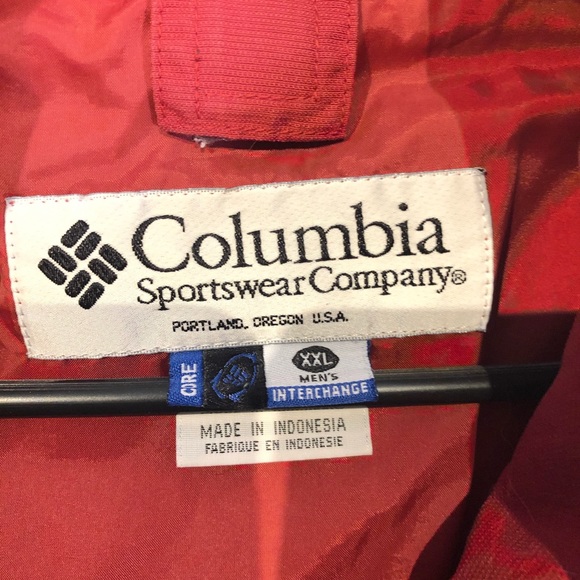 Columbia
Sportswear Company®
PORTLAND, OREGON U.S.A.
CIRE
XXL
MEN'S
INTERCHANGE
MADE IN INDONESIA
FABRIQUE EN INDONESIE